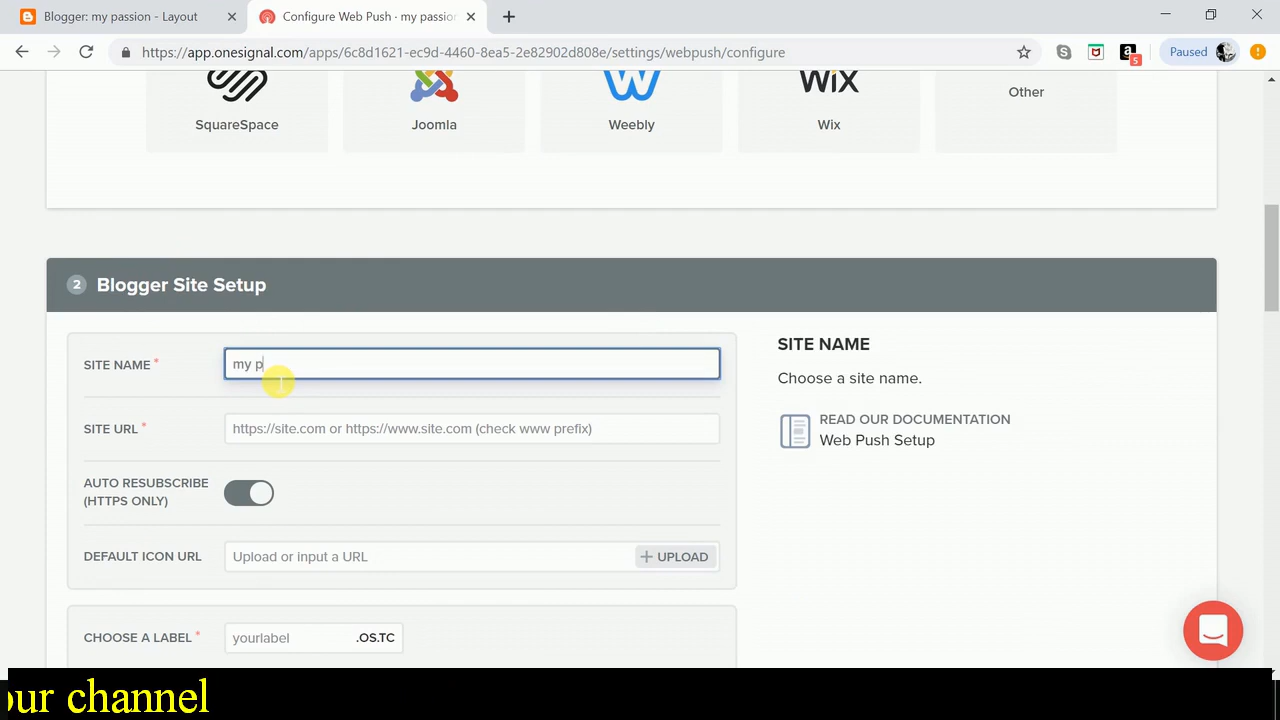 Blogger: my passion - Layout
Configure Web Push · my passion
https://app.onesignal.com/apps/6c8d1621-ec9d-4460-8ea5-2e82902d808e/settings/webpush/configure
5
Paused
SquareSpace
Joomla
Weebly
WIX
Wix
Other
2 Blogger Site Setup
SITE NAME *
my p
SITE URL *
https://site.com or https://www.site.com (check www prefix)
AUTO RESUBSCRIBE
(HTTPS ONLY)
DEFAULT ICON URL
Upload or input a URL
+ UPLOAD
CHOOSE A LABEL *
yourlabel
.OS.TC
SITE NAME
Choose a site name.
READ OUR DOCUMENTATION
Web Push Setup
our channel